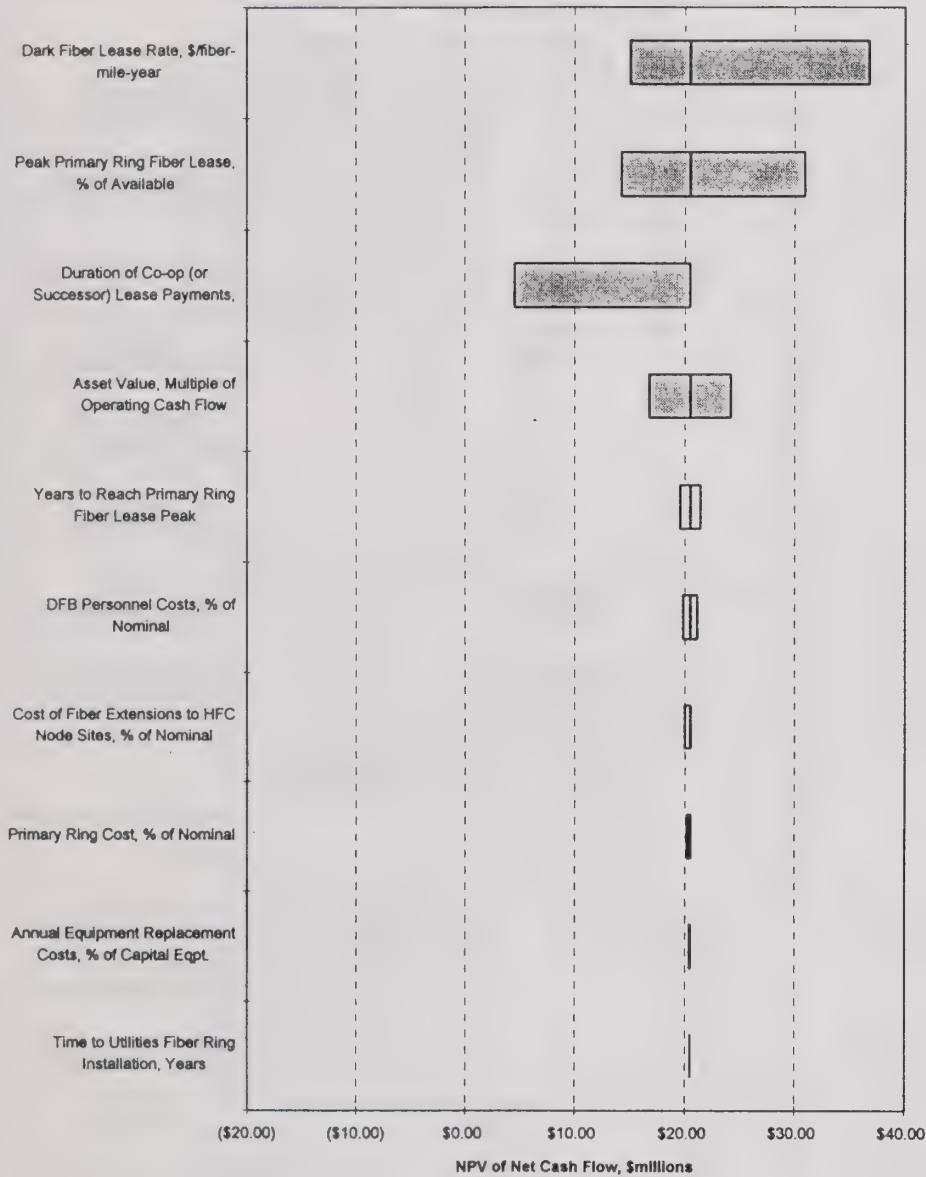 Dark Fiber Lease Rate, $/fiber-
mile-year
Peak Primary Ring Fiber Lease,
% of Available
Duration of Co-op (or
Successor) Lease Payments,
Asset Value, Multiple of
Operating Cash Flow
Years to Reach Primary Ring
Fiber Lease Peak
DFB Personnel Costs, % of
Nominal
Cost of Fiber Extensions to HFC
Node Sites, % of Nominal
Primary Ring Cost, % of Nominal
Annual Equipment Replacement
Costs, % of Capital Eqpt.
Time to Utilities Fiber Ring
Installation, Years
($20.00) ($10.00) $0.00 $10.00 $20.00 $30.00 $40.00
NPV of Net Cash Flow, $millions